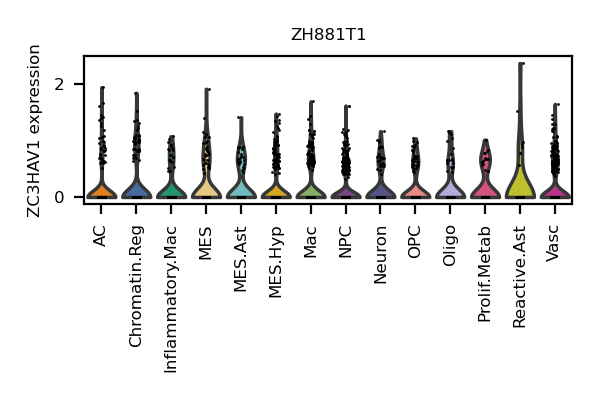 ZH881T1
ZC3HAV1 expression
2
0
AC
Chromatin.Reg
Inflammatory.Mac
MES
MES.Ast
MES.Hyp
Mac
NPC
Neuron
OPC
Oligo
Prolif.Metab
Reactive.Ast
Vasc